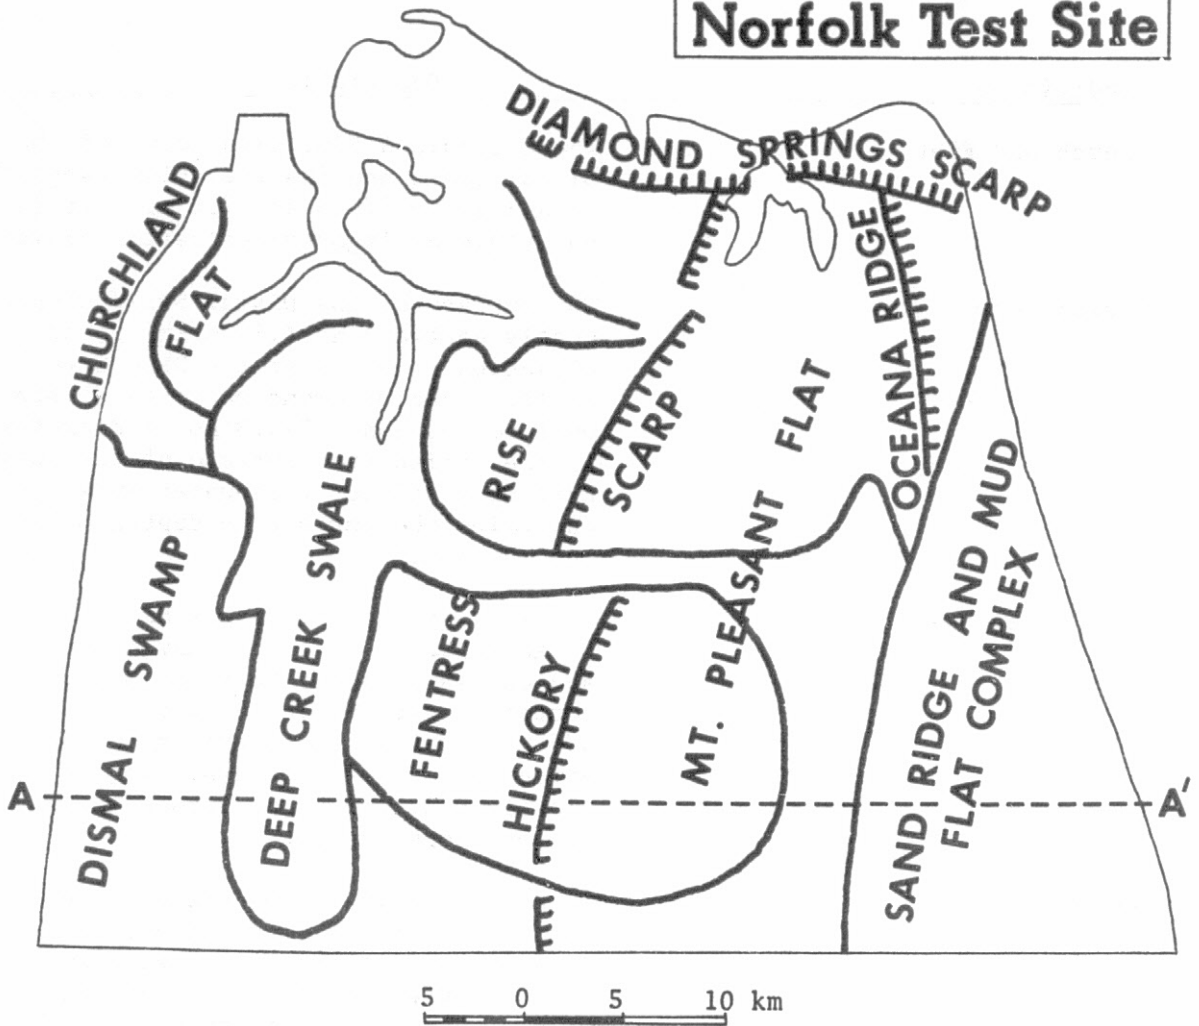 Norfolk Test Site
DIAMOND SPRINGS SCARP
CHURCHLAND
FLAT
OCEANA RIDGE
RISE
SCARP
FLAT
DISMAL SWAMP
DEEP CREEK SWALE
FENTRESS
HICKORY
MT. PLEASANT
SAND RIDGE AND MUD
FLAT COMPLEX
A
A'
5 0 5 10 km